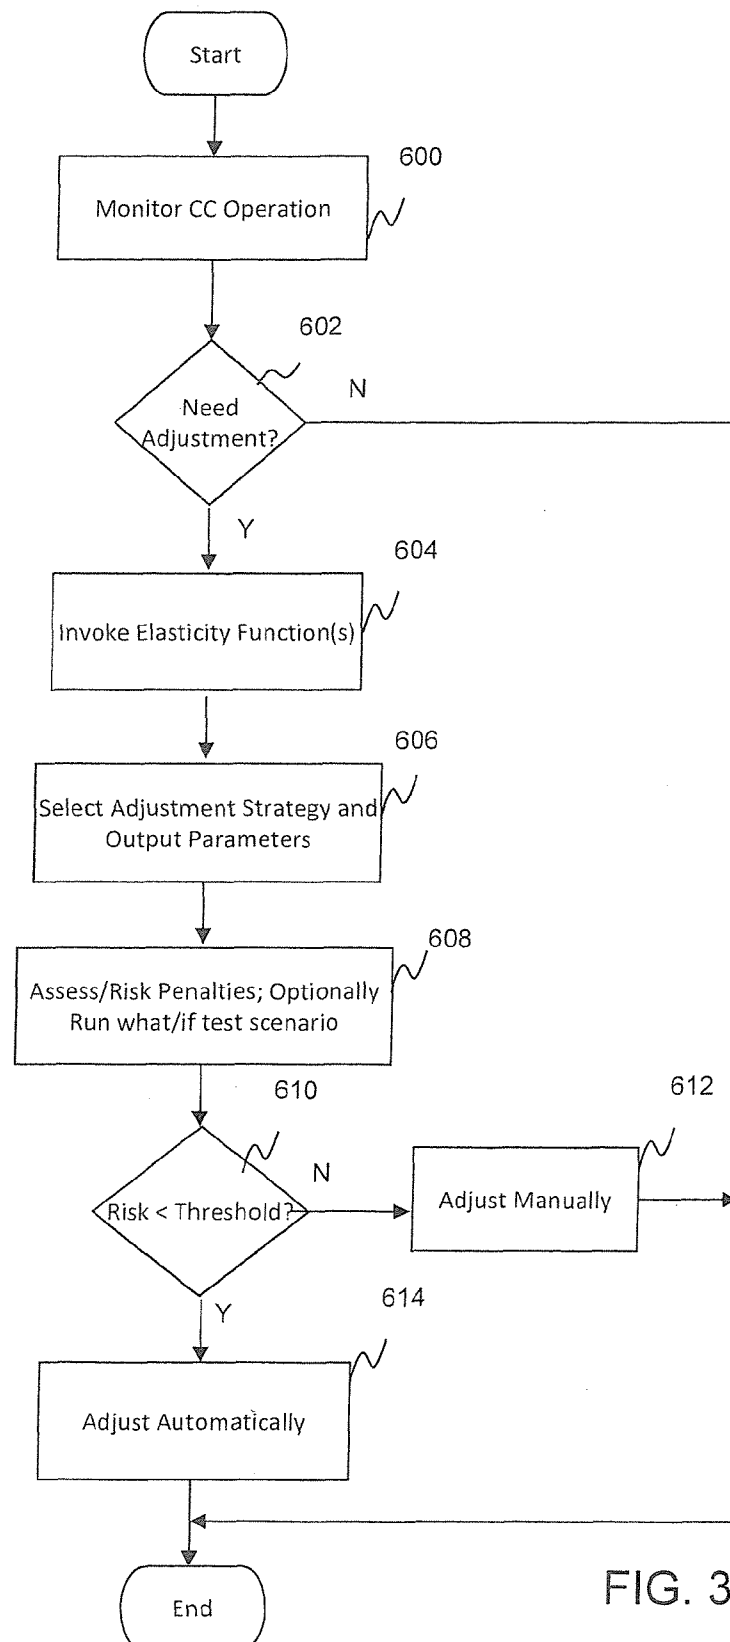 Start
600
Monitor CC Operation
602
Need
Adjustment?
N
Y
604
Invoke Elasticity Function(s)
606
Select Adjustment Strategy and
Output Parameters
608
Assess/Risk Penalties; Optionally
Run what/if test scenario
610
Risk < Threshold?
N
612
Adjust Manually
Y
614
Adjust Automatically
End
FIG. 3